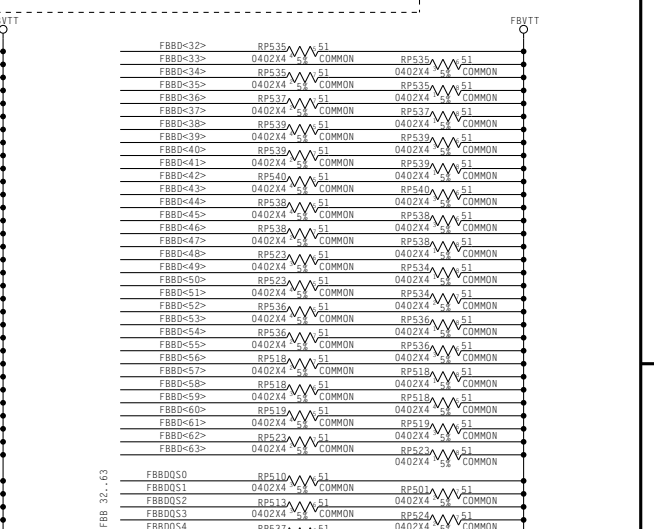 VTT FBVTT
FBBD<32> RP535 51
FBBD<33> 0402X4 5% COMMON RP535 51
FBBD<34> RP535 51 0402X4 5% COMMON
FBBD<35> 0402X4 5% COMMON RP535 51
FBBD<36> RP537 51 0402X4 5% COMMON
FBBD<37> 0402X4 5% COMMON RP537 51
FBBD<38> RP539 51 0402X4 5% COMMON
FBBD<39> 0402X4 5% COMMON RP539 51
FBBD<40> RP539 51 0402X4 5% COMMON
FBBD<41> 0402X4 5% COMMON RP539 51
FBBD<42> RP540 51 0402X4 5% COMMON
FBBD<43> 0402X4 5% COMMON RP540 51
FBBD<44> RP538 51 0402X4 5% COMMON
FBBD<45> 0402X4 5% COMMON RP538 51
FBBD<46> RP538 51 0402X4 5% COMMON
FBBD<47> 0402X4 5% COMMON RP538 51
FBBD<48> RP523 51 0402X4 5% COMMON
FBBD<49> 0402X4 5% COMMON RP534 51
FBBD<50> RP523 51 0402X4 5% COMMON
FBBD<51> 0402X4 5% COMMON RP534 51
FBBD<52> RP536 51 0402X4 5% COMMON
FBBD<53> 0402X4 5% COMMON RP536 51
FBBD<54> RP536 51 0402X4 5% COMMON
FBBD<55> 0402X4 5% COMMON RP536 51
FBBD<56> RP518 51 0402X4 5% COMMON
FBBD<57> 0402X4 5% COMMON RP518 51
FBBD<58> RP518 51 0402X4 5% COMMON
FBBD<59> 0402X4 5% COMMON RP518 51
FBBD<60> RP519 51 0402X4 5% COMMON
FBBD<61> 0402X4 5% COMMON RP519 51
FBBD<62> RP523 51 0402X4 5% COMMON
FBBD<63> 0402X4 5% COMMON RP523 51
0402X4 5% COMMON
FBB 32..63
FBBDQS0 RP510 51
FBBDQS1 0402X4 5% COMMON RP501 51
FBBDQS2 RP513 51 0402X4 5% COMMON
FBBDQS3 0402X4 5% COMMON RP524 51
FBBDQS4 RP537 51 0402X4 5% COMMON